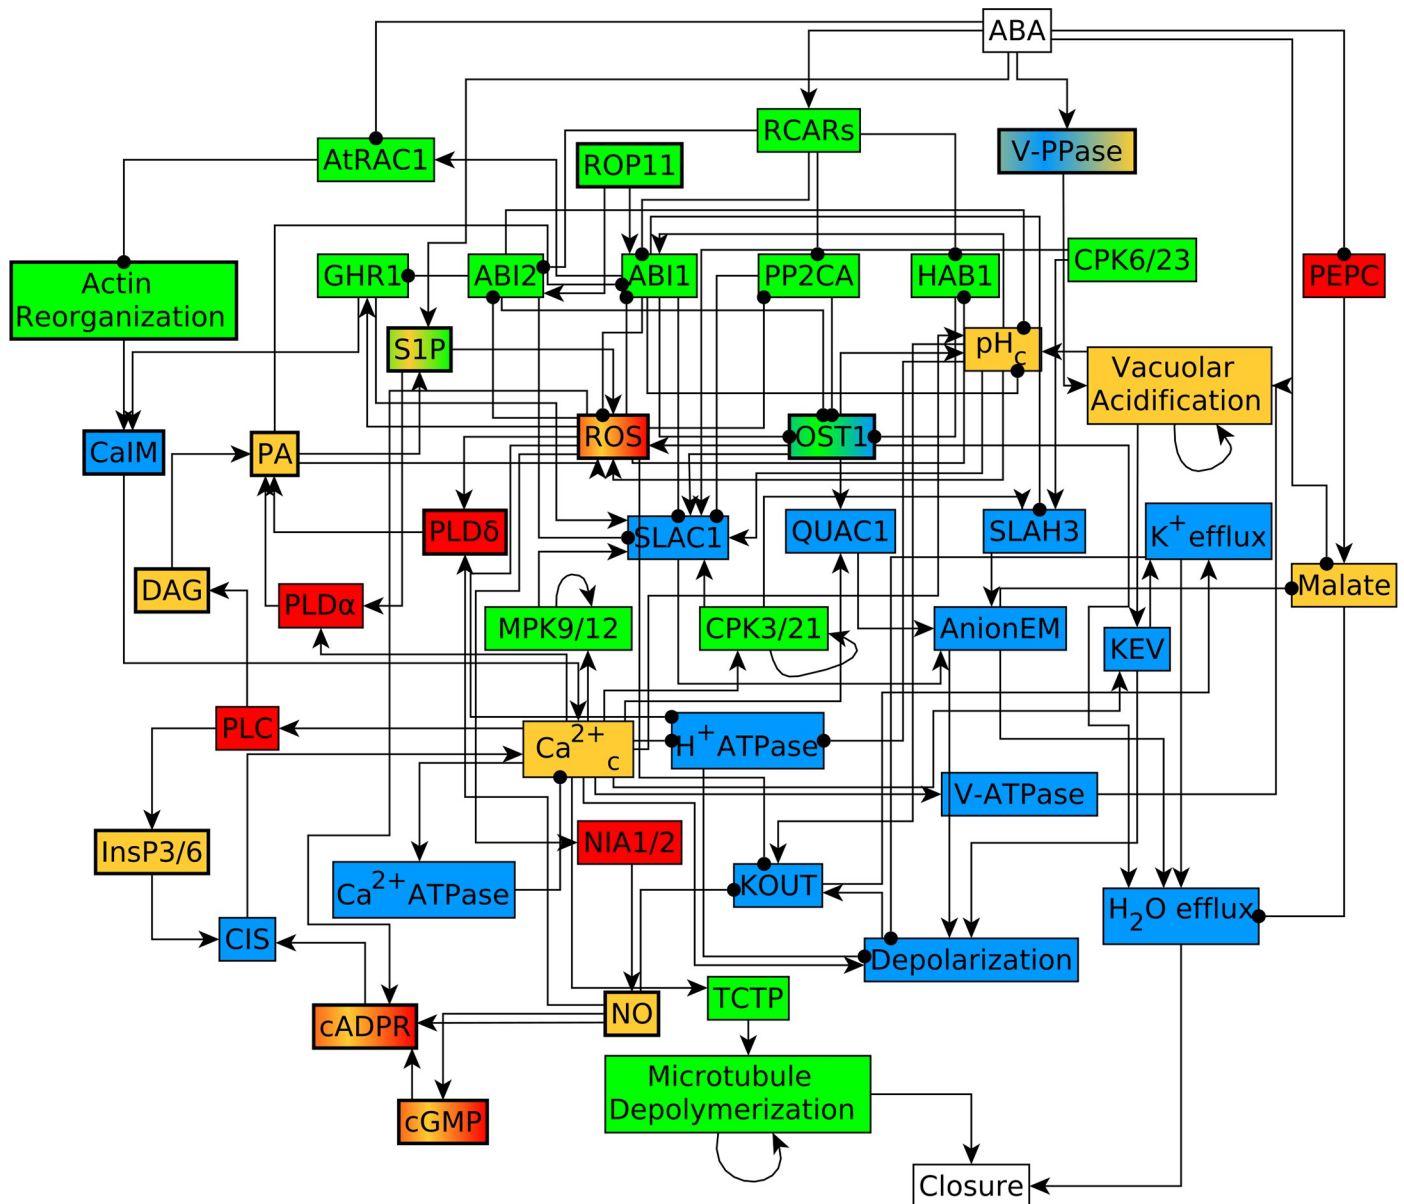 ABA
RCARs
V-PPase
AtRAC1
ROP11
GHR1
ABI2
ABI1
PP2CA
HAB1
CPK6/23
PEPC
Actin
Reorganization
S1P
pHc
Vacuolar
Acidification
CaIM
PA
ROS
OST1
PLDδ
SLAC1
QUAC1
SLAH3
K+efflux
DAG
PLDα
MPK9/12
CPK3/21
AnionEM
KEV
Malate
PLC
Ca2+c
H+ATPase
V-ATPase
InsP3/6
NIA1/2
Ca2+ATPase
KOUT
H2O efflux
CIS
Depolarization
cADPR
NO
TCTP
cGMP
Microtubule
Depolymerization
Closure